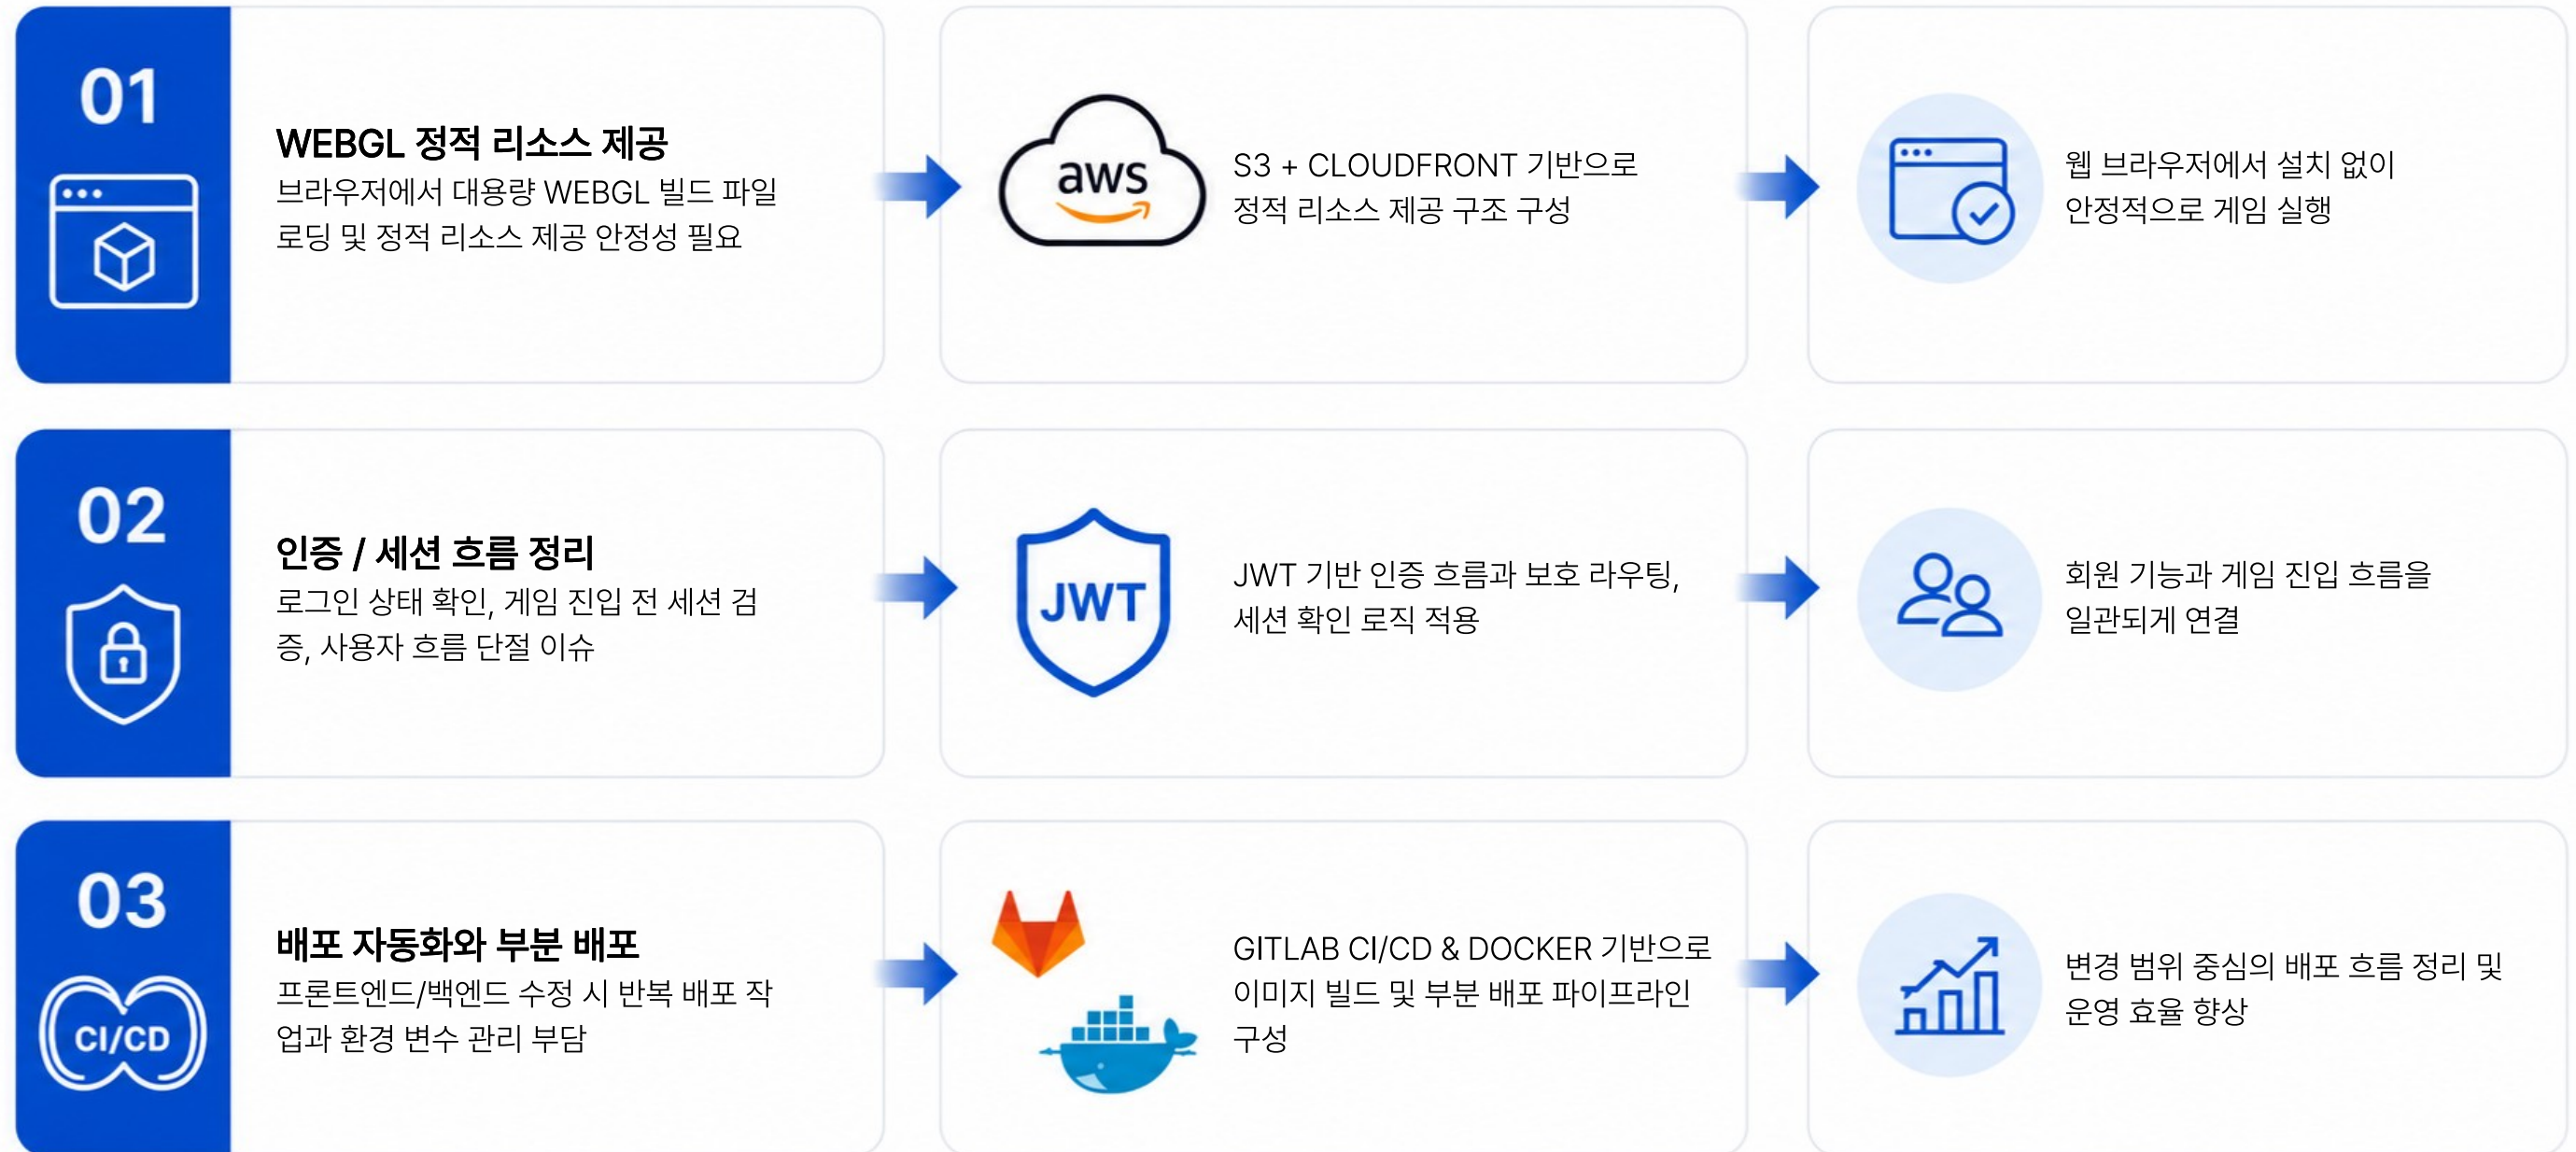 01
WEBGL 정적 리소스 제공
브라우저에서 대용량 WEBGL 빌드 파일
로딩 및 정적 리소스 제공 안정성 필요
aws
S3 + CLOUDFRONT 기반으로
정적 리소스 제공 구조 구성
웹 브라우저에서 설치 없이
안정적으로 게임 실행
02
인증 / 세션 흐름 정리
로그인 상태 확인, 게임 진입 전 세션 검
증, 사용자 흐름 단절 이슈
JWT
JWT 기반 인증 흐름과 보호 라우팅,
세션 확인 로직 적용
회원 기능과 게임 진입 흐름을
일관되게 연결
03
CI/CD
배포 자동화와 부분 배포
프론트엔드/백엔드 수정 시 반복 배포 작
업과 환경 변수 관리 부담
GITLAB CI/CD & DOCKER 기반으로
이미지 빌드 및 부분 배포 파이프라인
구성
변경 범위 중심의 배포 흐름 정리 및
운영 효율 향상